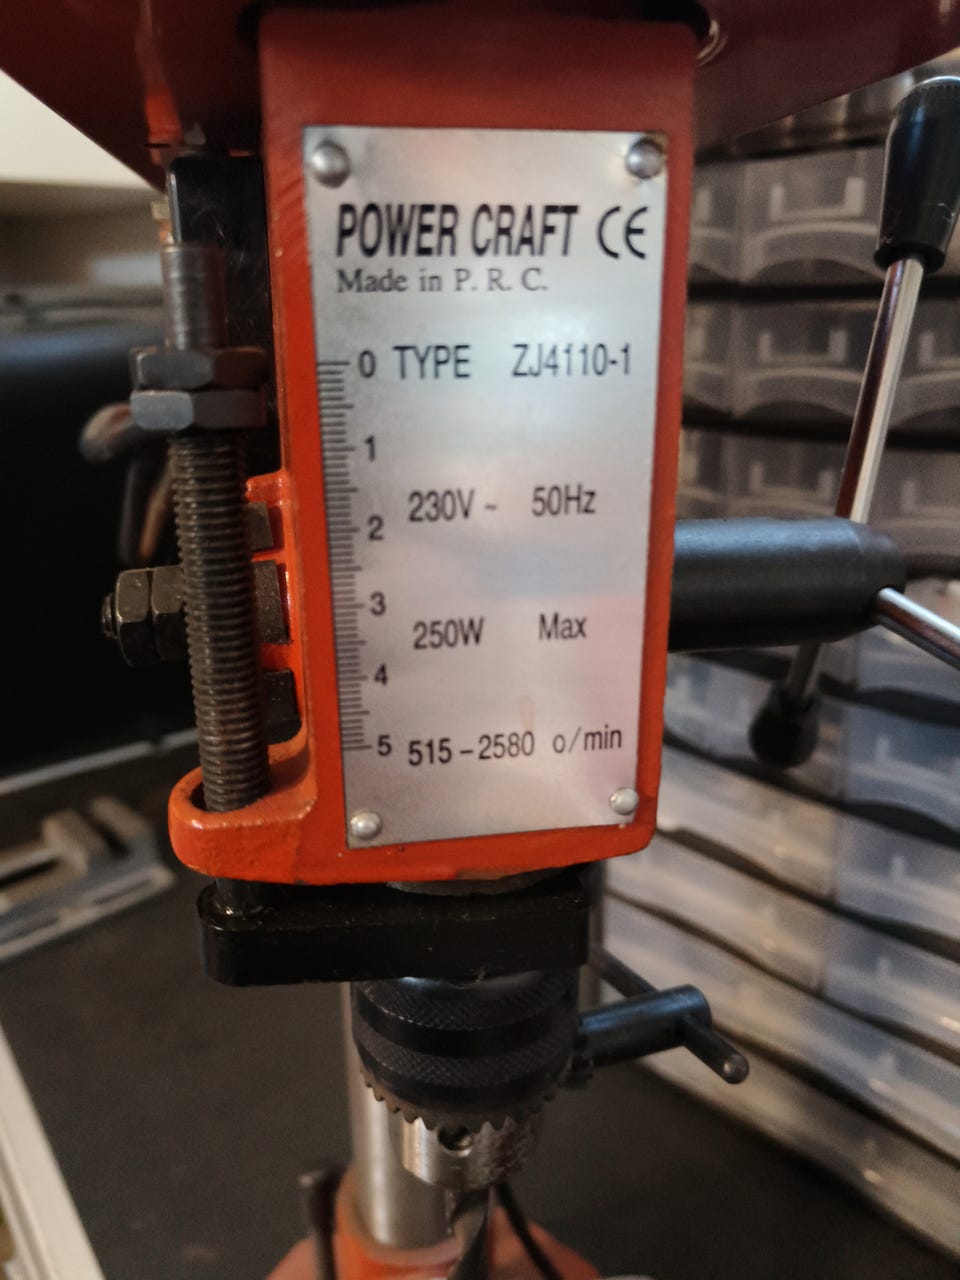 POWER CRAFT CE
Made in P. R. C.
0 TYPE ZJ4110-1
1
2 230V ~ 50Hz
3
250W Max
4
5 515-2580 o/min